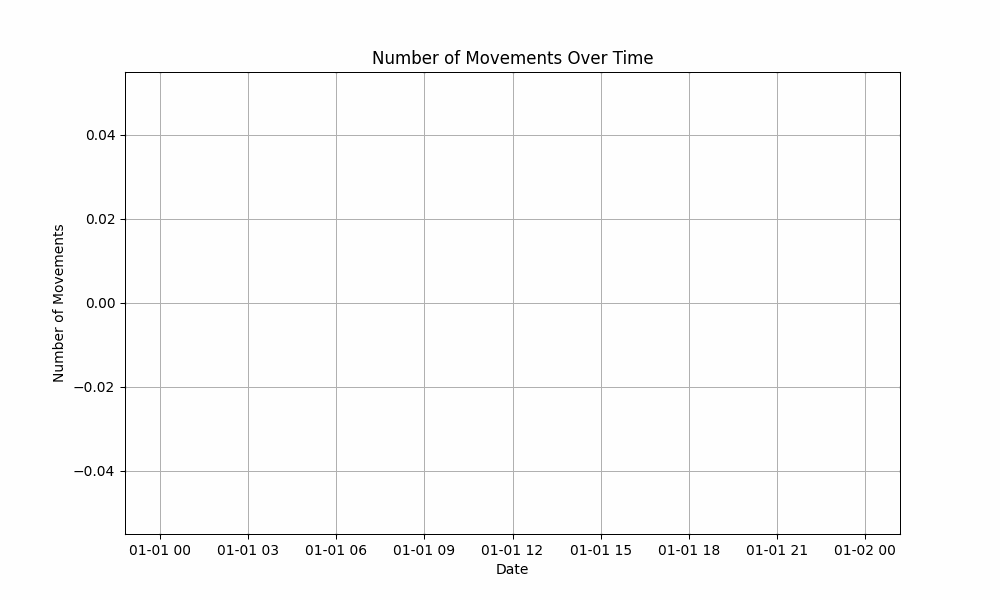 Number of Movements Over Time
Number of Movements
0.04
0.02
0.00
−0.02
−0.04
01-01 00 01-01 03 01-01 06 01-01 09 01-01 12 01-01 15 01-01 18 01-01 21 01-02 00
Date